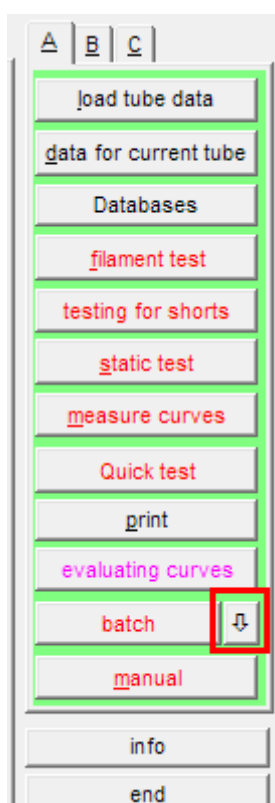 A B C
load tube data
data for current tube
Databases
filament test
testing for shorts
static test
measure curves
Quick test
print
evaluating curves
batch
manual
info
end